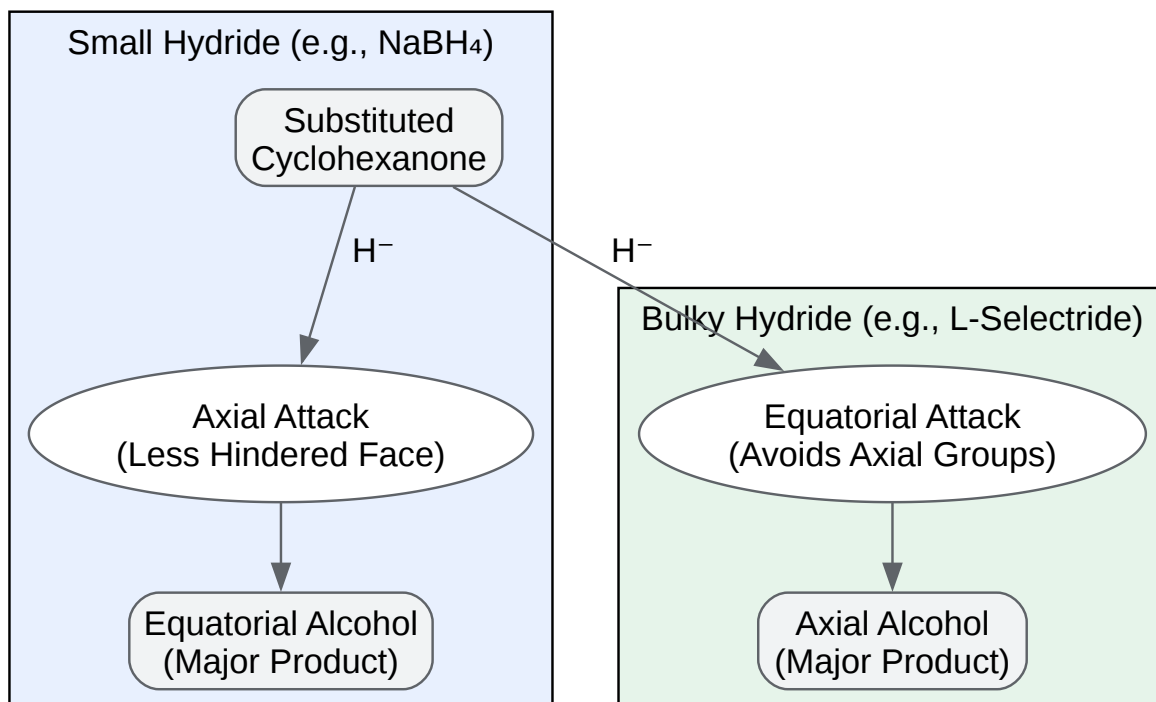 Small Hydride (e.g., NaBH₄)
Substituted
Cyclohexanone
H⁻
H⁻
Bulky Hydride (e.g., L-Selectride)
Axial Attack
(Less Hindered Face)
Equatorial Attack
(Avoids Axial Groups)
Equatorial Alcohol
(Major Product)
Axial Alcohol
(Major Product)